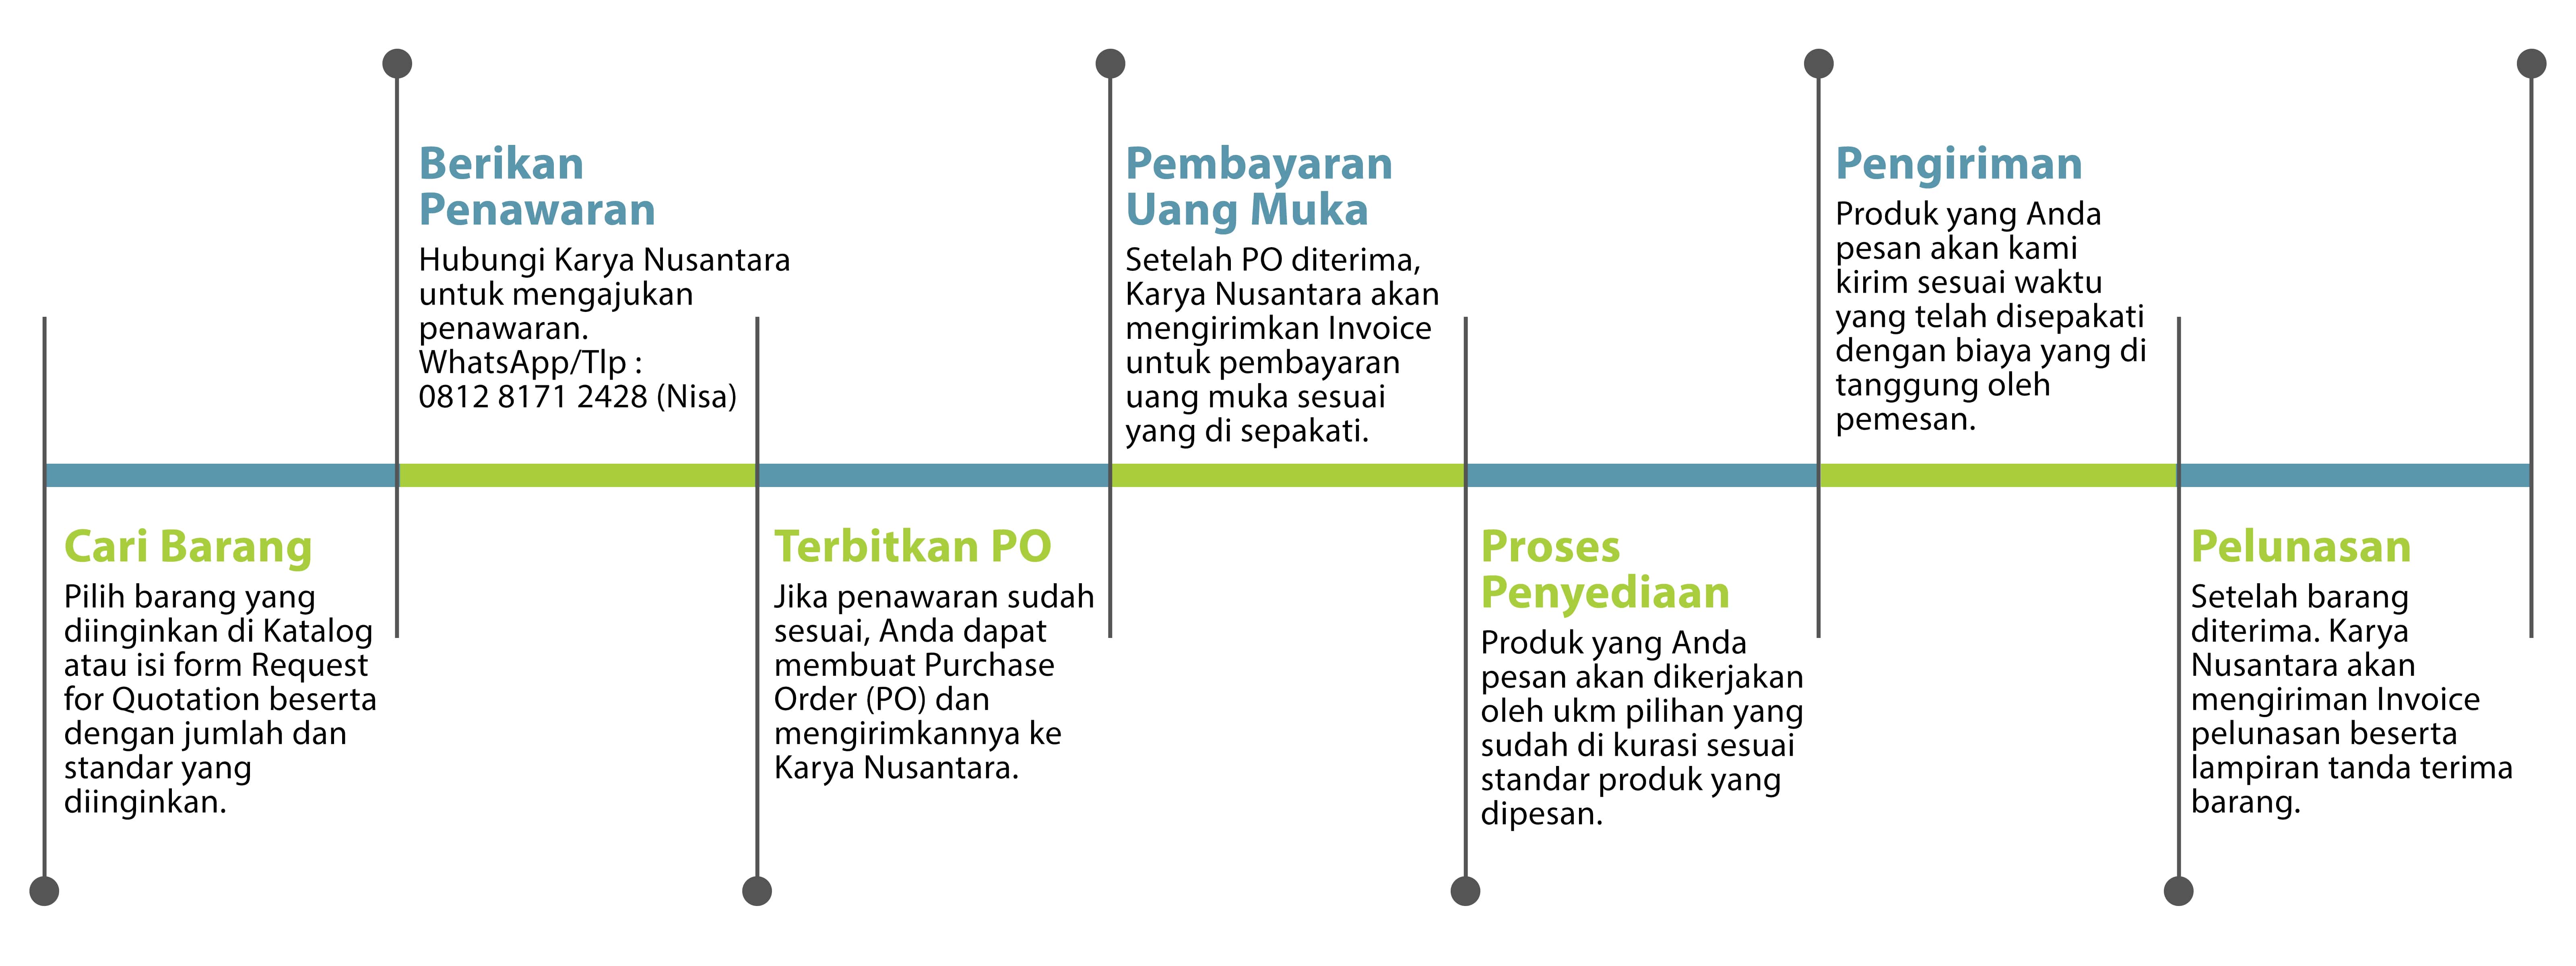 Cari Barang
Pilih barang yang
diinginkan di Katalog
atau isi form Request
for Quotation beserta
dengan jumlah dan
standar yang
diinginkan.
Berikan
Penawaran
Hubungi Karya Nusantara
untuk mengajukan
penawaran.
WhatsApp/Tlp :
0812 8171 2428 (Nisa)
Terbitkan PO
Jika penawaran sudah
sesuai, Anda dapat
membuat Purchase
Order (PO) dan
mengirimkannya ke
Karya Nusantara.
Pembayaran
Uang Muka
Setelah PO diterima,
Karya Nusantara akan
mengirimkan Invoice
untuk pembayaran
uang muka sesuai
yang di sepakati.
Proses
Penyediaan
Produk yang Anda
pesan akan dikerjakan
oleh ukm pilihan yang
sudah di kurasi sesuai
standar produk yang
dipesan.
Pengiriman
Produk yang Anda
pesan akan kami
kirim sesuai waktu
yang telah disepakati
dengan biaya yang di
tanggung oleh
pemesan.
Pelunasan
Setelah barang
diterima. Karya
Nusantara akan
mengiriman Invoice
pelunasan beserta
lampiran tanda terima
barang.